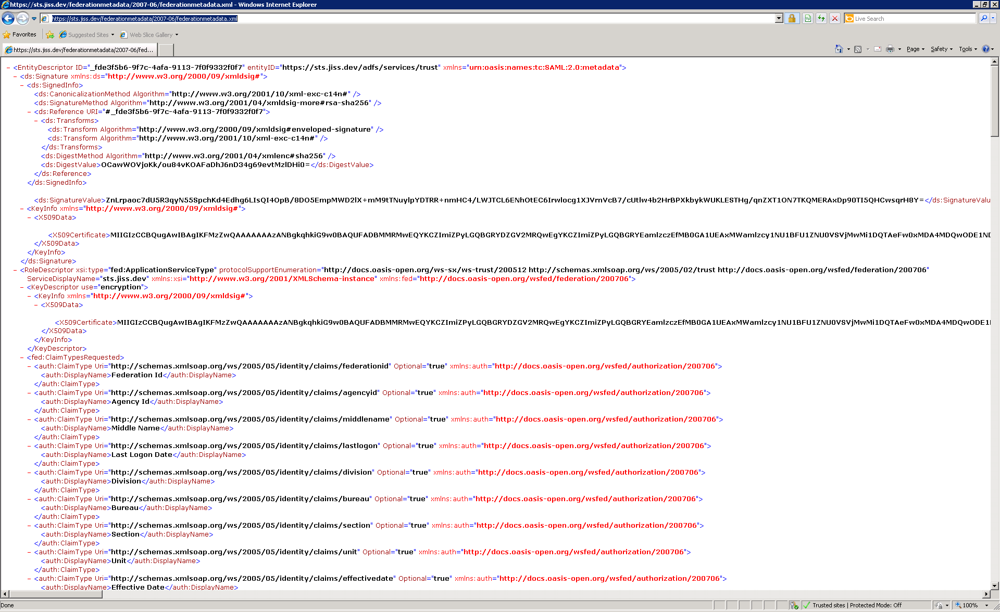 https://sts.jiss.dev/federationmetadata/2007-06/federationmetadata.xml - Windows Internet Explorer
https://sts.jiss.dev/federationmetadata/2007-06/federationmetadata.xml
Live Search
Favorites
Suggested Sites
Web Slice Gallery
https://sts.jiss.dev/federationmetadata/2007-06/fed...
Page
Safety
Tools
- <EntityDescriptor ID="_fde3f5b6-9f7c-4afa-9113-7f0f9332f0f7" entityID="https://sts.jiss.dev/adfs/services/trust" xmlns="urn:oasis:names:tc:SAML:2.0:metadata">
- <ds:Signature xmlns:ds="http://www.w3.org/2000/09/xmldsig#">
- <ds:SignedInfo>
<ds:CanonicalizationMethod Algorithm="http://www.w3.org/2001/10/xml-exc-c14n#" />
<ds:SignatureMethod Algorithm="http://www.w3.org/2001/04/xmldsig-more#rsa-sha256" />
- <ds:Reference URI="#_fde3f5b6-9f7c-4afa-9113-7f0f9332f0f7">
- <ds:Transforms>
<ds:Transform Algorithm="http://www.w3.org/2000/09/xmldsig#enveloped-signature" />
<ds:Transform Algorithm="http://www.w3.org/2001/10/xml-exc-c14n#" />
</ds:Transforms>
<ds:DigestMethod Algorithm="http://www.w3.org/2001/04/xmlenc#sha256" />
<ds:DigestValue>OCawWOVjoKk/ou84vKOAFaDhJ6nD34g69evtMzlDHi0=</ds:DigestValue>
</ds:Reference>
</ds:SignedInfo>
<ds:SignatureValue>ZnLrpaoc7dU5R3qyN55SpchKd4Edhg6LIsQI4OpB/8DO5EmpMWD2lX+mM9tTNuylpYDTRR+nmHC4/LWJTCL6ENhOtEC6Irwlocg1XJVrnVcB7/cUtlw4b2HrBPXkbykWUKLESTHg/qnZXT1ON7TKQMERAxDp90TI5QHCwsqrH8Y=</ds:SignatureValu
- <KeyInfo xmlns="http://www.w3.org/2000/09/xmldsig#">
- <X509Data>
<X509Certificate>MIIGIzCCBQugAwIBAgIKFMzZwQAAAAAAAzANBgkqhkiG9w0BAQUFADBMMRMwEQYKCZImiZPyLGQBGRYDZGV2MRQwEgYKCZImiZPyLGQBGRYEamlzczEfMB0GA1UEAxMWamlzcy1NU1BFU1ZNU0VSVjMwMi1DQTAeFw0xMDA4MDQwODE1ND
</X509Data>
</KeyInfo>
</ds:Signature>
- <RoleDescriptor xsi:type="fed:ApplicationServiceType" protocolSupportEnumeration="http://docs.oasis-open.org/ws-sx/ws-trust/200512 http://schemas.xmlsoap.org/ws/2005/02/trust http://docs.oasis-open.org/wsfed/federation/200706"
ServiceDisplayName="sts.jiss.dev" xmlns:xsi="http://www.w3.org/2001/XMLSchema-instance" xmlns:fed="http://docs.oasis-open.org/wsfed/federation/200706">
- <KeyDescriptor use="encryption">
- <KeyInfo xmlns="http://www.w3.org/2000/09/xmldsig#">
- <X509Data>
<X509Certificate>MIIGIzCCBQugAwIBAgIKFMzZwQAAAAAAAzANBgkqhkiG9w0BAQUFADBMMRMwEQYKCZImiZPyLGQBGRYDZGV2MRQwEgYKCZImiZPyLGQBGRYEamlzczEfMB0GA1UEAxMWamlzcy1NU1BFU1ZNU0VSVjMwMi1DQTAeFw0xMDA4MDQwODE1
</X509Data>
</KeyInfo>
</KeyDescriptor>
- <fed:ClaimTypesRequested>
- <auth:ClaimType Uri="http://schemas.xmlsoap.org/ws/2005/05/identity/claims/federationid" Optional="true" xmlns:auth="http://docs.oasis-open.org/wsfed/authorization/200706">
<auth:DisplayName>Federation Id</auth:DisplayName>
</auth:ClaimType>
- <auth:ClaimType Uri="http://schemas.xmlsoap.org/ws/2005/05/identity/claims/agencyid" Optional="true" xmlns:auth="http://docs.oasis-open.org/wsfed/authorization/200706">
<auth:DisplayName>Agency Id</auth:DisplayName>
</auth:ClaimType>
- <auth:ClaimType Uri="http://schemas.xmlsoap.org/ws/2005/05/identity/claims/middlename" Optional="true" xmlns:auth="http://docs.oasis-open.org/wsfed/authorization/200706">
<auth:DisplayName>Middle Name</auth:DisplayName>
</auth:ClaimType>
- <auth:ClaimType Uri="http://schemas.xmlsoap.org/ws/2005/05/identity/claims/lastlogon" Optional="true" xmlns:auth="http://docs.oasis-open.org/wsfed/authorization/200706">
<auth:DisplayName>Last Logon Date</auth:DisplayName>
</auth:ClaimType>
- <auth:ClaimType Uri="http://schemas.xmlsoap.org/ws/2005/05/identity/claims/division" Optional="true" xmlns:auth="http://docs.oasis-open.org/wsfed/authorization/200706">
<auth:DisplayName>Division</auth:DisplayName>
</auth:ClaimType>
- <auth:ClaimType Uri="http://schemas.xmlsoap.org/ws/2005/05/identity/claims/bureau" Optional="true" xmlns:auth="http://docs.oasis-open.org/wsfed/authorization/200706">
<auth:DisplayName>Bureau</auth:DisplayName>
</auth:ClaimType>
- <auth:ClaimType Uri="http://schemas.xmlsoap.org/ws/2005/05/identity/claims/section" Optional="true" xmlns:auth="http://docs.oasis-open.org/wsfed/authorization/200706">
<auth:DisplayName>Section</auth:DisplayName>
</auth:ClaimType>
- <auth:ClaimType Uri="http://schemas.xmlsoap.org/ws/2005/05/identity/claims/unit" Optional="true" xmlns:auth="http://docs.oasis-open.org/wsfed/authorization/200706">
<auth:DisplayName>Unit</auth:DisplayName>
</auth:ClaimType>
- <auth:ClaimType Uri="http://schemas.xmlsoap.org/ws/2005/05/identity/claims/effectivedate" Optional="true" xmlns:auth="http://docs.oasis-open.org/wsfed/authorization/200706">
<auth:DisplayName>Effective Date</auth:DisplayName>
Done
Trusted sites | Protected Mode: Off
100%